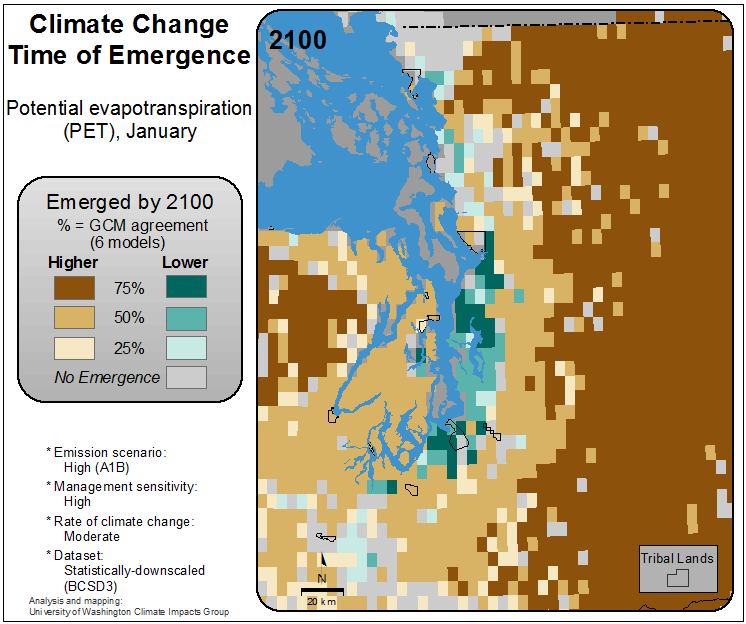 Climate Change
Time of Emergence
Potential evapotranspiration
(PET), January
Emerged by 2100
% = GCM agreement
(6 models)
Higher Lower
75%
50%
25%
No Emergence
* Emission scenario:
High (A1B)
* Management sensitivity:
High
* Rate of climate change:
Moderate
* Dataset:
Statistically-downscaled
(BCSD3)
Analysis and mapping:
University of Washington Climate Impacts Group
2100
N
20 km
Tribal Lands